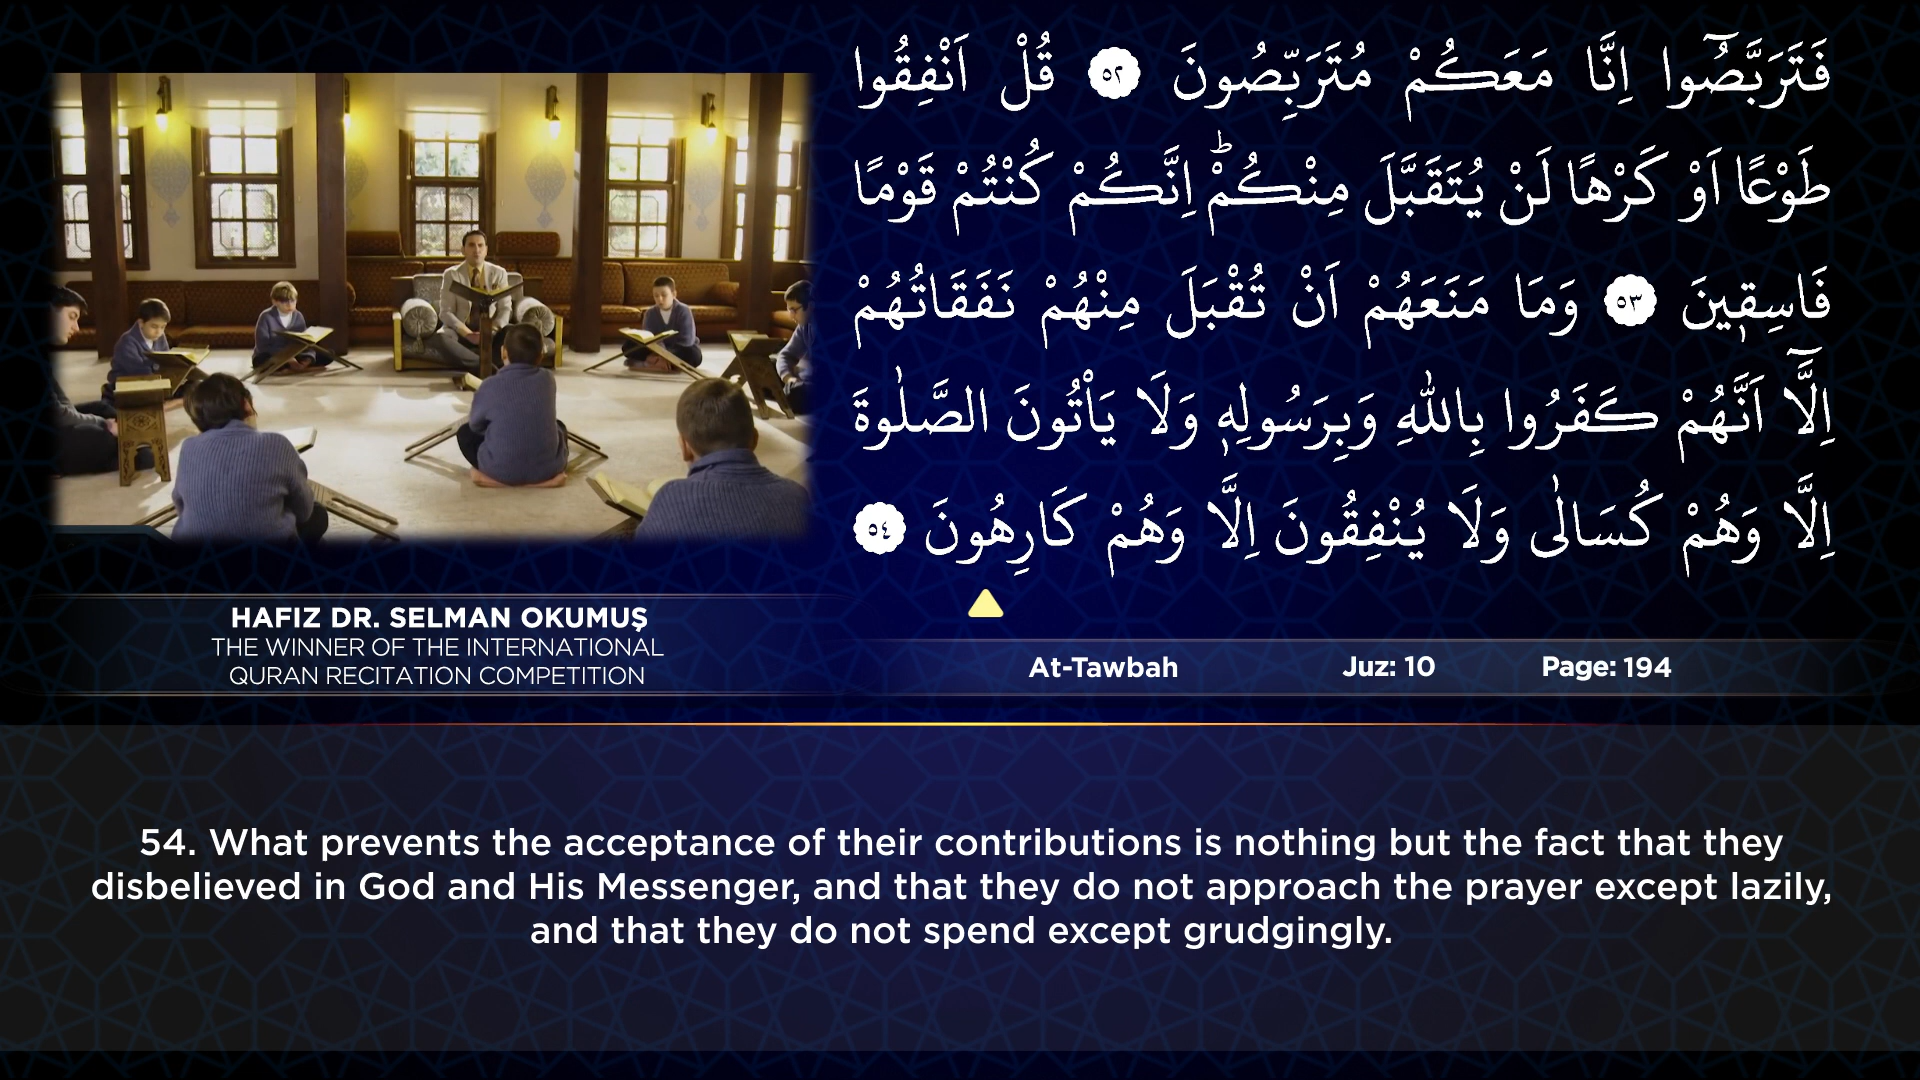 فَتَرَبَّصُٓوا اِنَّا مَعَكُمْ مُتَرَبِّصُونَ ٥٢ قُلْ اَنْفِقُوا
طَوْعًا اَوْ كَرْهًا لَنْ يُتَقَبَّلَ مِنْكُمْۜ اِنَّكُمْ كُنْتُمْ قَوْمًا
فَاسِقٖينَ ٥٣ وَمَا مَنَعَهُمْ اَنْ تُقْبَلَ مِنْهُمْ نَفَقَاتُهُمْ
اِلَّٓا اَنَّهُمْ كَفَرُوا بِاللّٰهِ وَبِرَسُولِهٖ وَلَا يَأْتُونَ الصَّلٰوةَ
اِلَّا وَهُمْ كُسَالٰى وَلَا يُنْفِقُونَ اِلَّا وَهُمْ كَارِهُونَ ٥٤
HAFIZ DR. SELMAN OKUMUŞ
THE WINNER OF THE INTERNATIONAL
QURAN RECITATION COMPETITION
At-Tawbah Juz: 10 Page: 194
54. What prevents the acceptance of their contributions is nothing but the fact that they
disbelieved in God and His Messenger, and that they do not approach the prayer except lazily,
and that they do not spend except grudgingly.